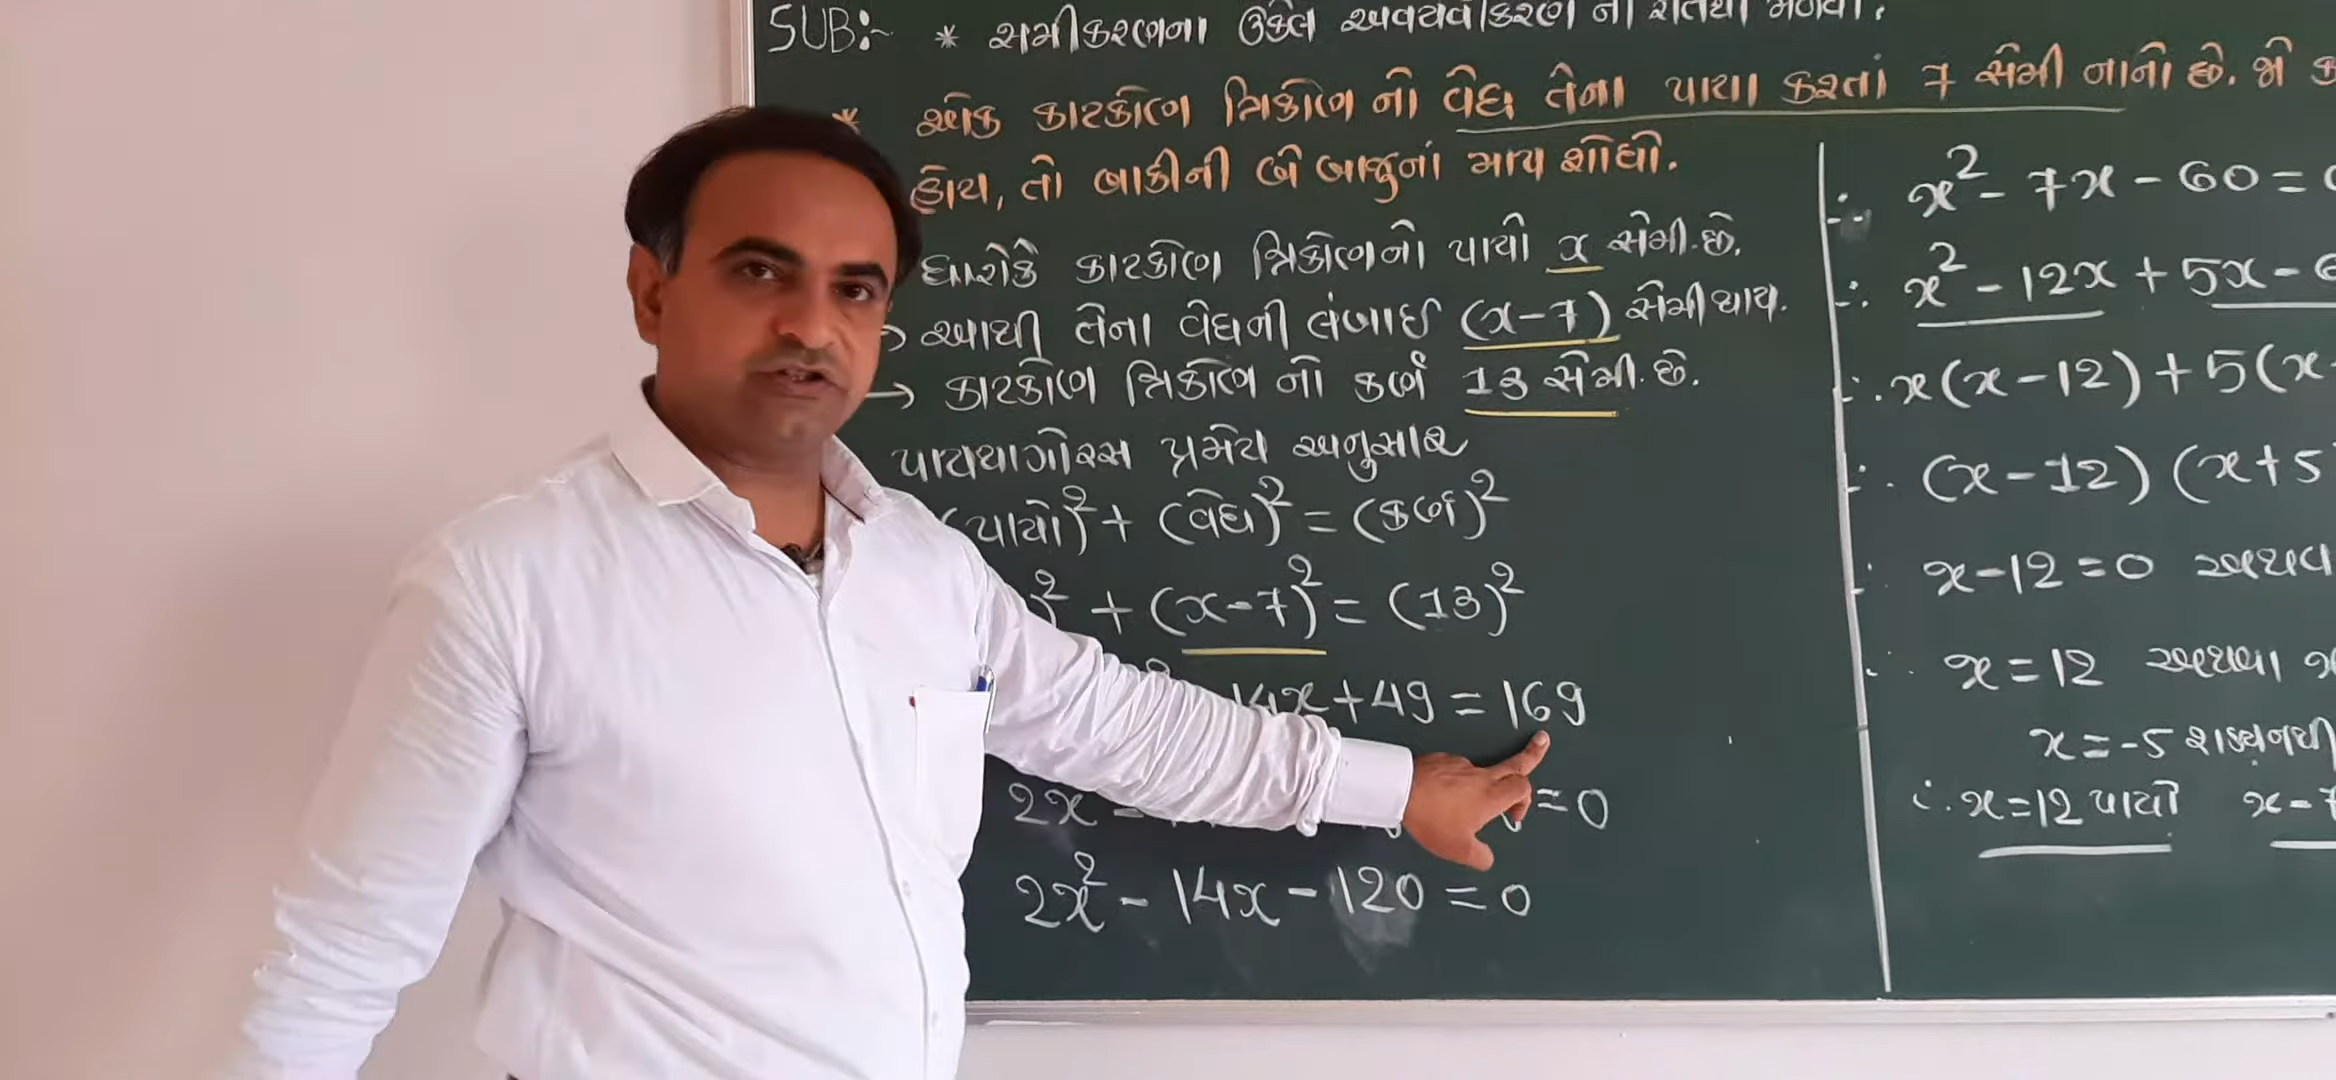 SUB:- * સમીકરણના ઉકેલ અવયવીકરણ ની રીતથી મેળવો.
* એક કાટકોણ ત્રિકોણ નો વેધ તેના પાયા કરતાં 7 સેમી નાનો છે. જો ક
હોય, તો બાકીની બે બાજુનાં માપ શોધો.
ધારોકે કાટકોણ ત્રિકોણનો પાયો x સેમી. છે.
→ આથી તેના વેધની લંબાઈ (x-7) સેમી થાય.
→ કાટકોણ ત્રિકોણ નો કર્ણ 13 સેમી. છે.
પાયથાગોરસ પ્રમેય અનુસાર
(પાયો)² + (વેધ)² = (કર્ણ)²
)² + (x-7)² = (13)²
14x + 49 = 169
2x - = 0
2x² - 14x - 120 = 0
∴ x² - 7x - 60 = 0
∴ x² - 12x + 5x - 6
∴ x(x-12) + 5(x-
∴ (x-12) (x+5
∴ x-12 = 0 અથવા
∴ x = 12 અથવા x
x = -5 શક્ય નથી
∴ x = 12 પાયો x-7